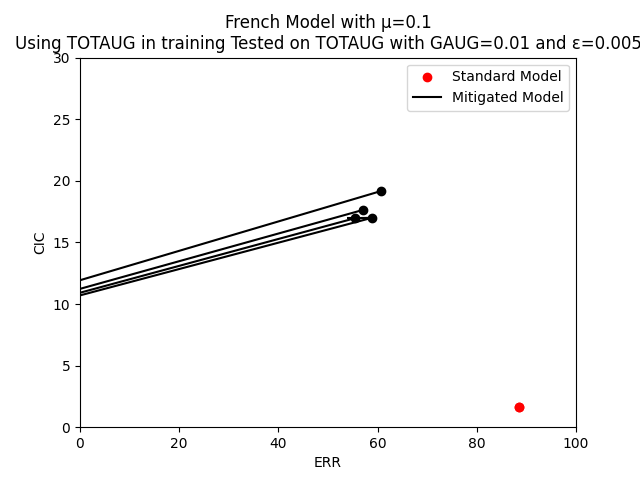 French Model with μ=0.1
Using TOTAUG in training Tested on TOTAUG with GAUG=0.01 and ε=0.005
30
25
20
15
10
5
0
CIC
Standard Model
Mitigated Model
0 20 40 60 80 100
ERR